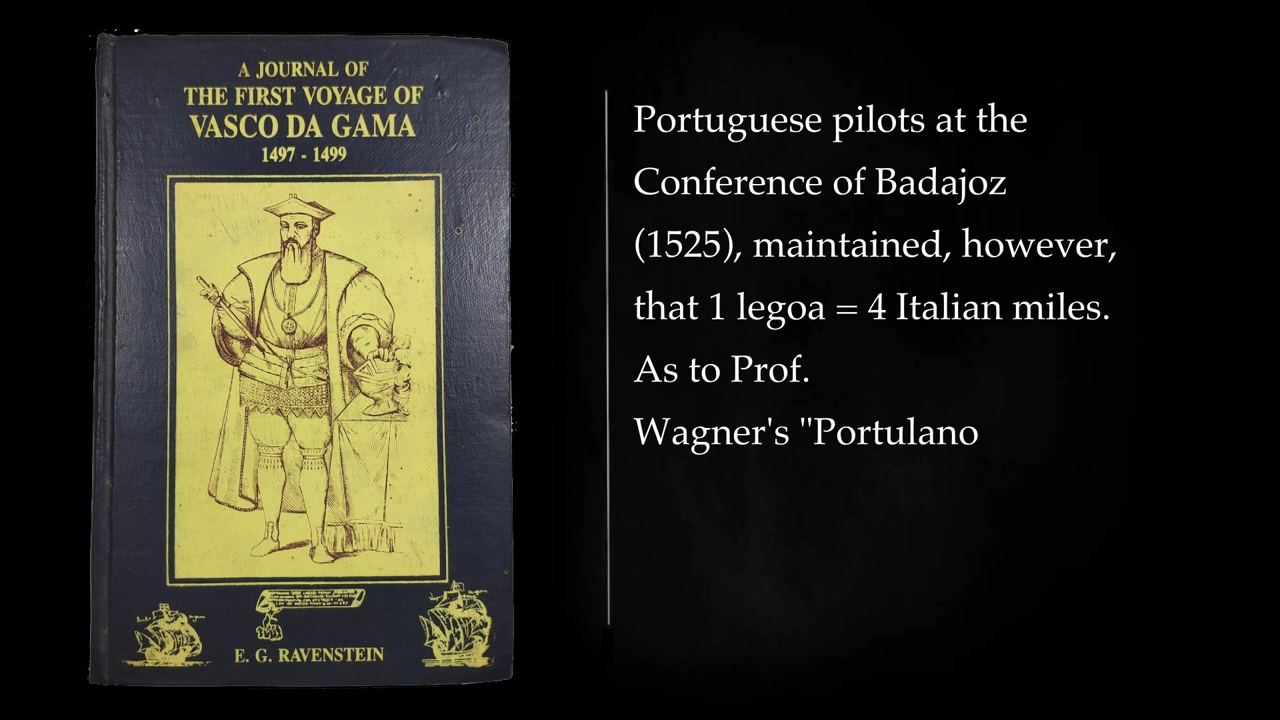 A JOURNAL OF
THE FIRST VOYAGE OF
VASCO DA GAMA
1497 - 1499
E. G. RAVENSTEIN
Portuguese pilots at the
Conference of Badajoz
(1525), maintained, however,
that 1 legoa = 4 Italian miles.
As to Prof.
Wagner's "Portulano